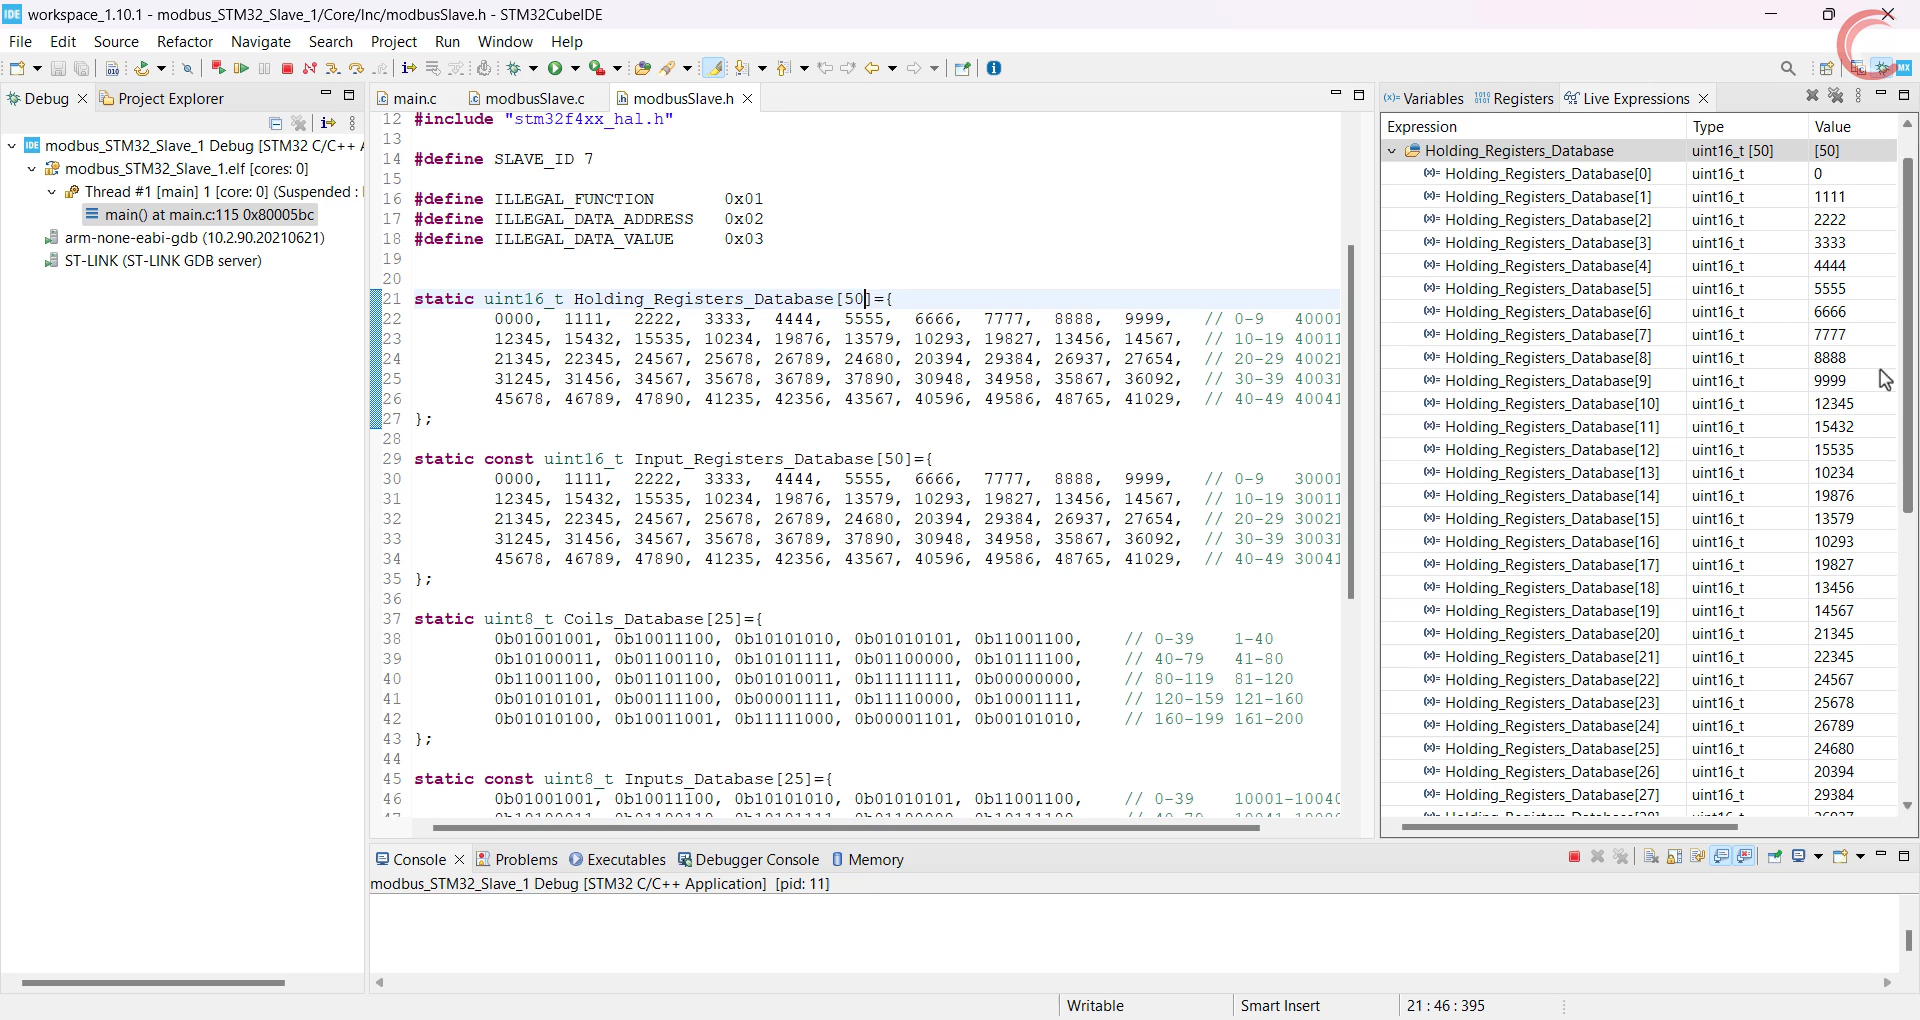 workspace_1.10.1 - modbus_STM32_Slave_1/Core/Inc/modbusSlave.h - STM32CubeIDE
File Edit Source Refactor Navigate Search Project Run Window Help
Debug Project Explorer
modbus_STM32_Slave_1 Debug [STM32 C/C++ A
modbus_STM32_Slave_1.elf [cores: 0]
Thread #1 [main] 1 [core: 0] (Suspended :
main() at main.c:115 0x80005bc
arm-none-eabi-gdb (10.2.90.20210621)
ST-LINK (ST-LINK GDB server)
main.c modbusSlave.c modbusSlave.h
12 #include "stm32f4xx_hal.h"
13
14 #define SLAVE_ID 7
15
16 #define ILLEGAL_FUNCTION 0x01
17 #define ILLEGAL_DATA_ADDRESS 0x02
18 #define ILLEGAL_DATA_VALUE 0x03
19
20
21 static uint16_t Holding_Registers_Database[50]={
22 0000, 1111, 2222, 3333, 4444, 5555, 6666, 7777, 8888, 9999, // 0-9 40001
23 12345, 15432, 15535, 10234, 19876, 13579, 10293, 19827, 13456, 14567, // 10-19 40011
24 21345, 22345, 24567, 25678, 26789, 24680, 20394, 29384, 26937, 27654, // 20-29 40021
25 31245, 31456, 34567, 35678, 36789, 37890, 30948, 34958, 35867, 36092, // 30-39 40031
26 45678, 46789, 47890, 41235, 42356, 43567, 40596, 49586, 48765, 41029, // 40-49 40041
27 };
28
29 static const uint16_t Input_Registers_Database[50]={
30 0000, 1111, 2222, 3333, 4444, 5555, 6666, 7777, 8888, 9999, // 0-9 30001
31 12345, 15432, 15535, 10234, 19876, 13579, 10293, 19827, 13456, 14567, // 10-19 30011
32 21345, 22345, 24567, 25678, 26789, 24680, 20394, 29384, 26937, 27654, // 20-29 30021
33 31245, 31456, 34567, 35678, 36789, 37890, 30948, 34958, 35867, 36092, // 30-39 30031
34 45678, 46789, 47890, 41235, 42356, 43567, 40596, 49586, 48765, 41029, // 40-49 30041
35 };
36
37 static uint8_t Coils_Database[25]={
38 0b01001001, 0b10011100, 0b10101010, 0b01010101, 0b11001100, // 0-39 1-40
39 0b10100011, 0b01100110, 0b10101111, 0b01100000, 0b10111100, // 40-79 41-80
40 0b11001100, 0b01101100, 0b01010011, 0b11111111, 0b00000000, // 80-119 81-120
41 0b01010101, 0b00111100, 0b00001111, 0b11110000, 0b10001111, // 120-159 121-160
42 0b01010100, 0b10011001, 0b11111000, 0b00001101, 0b00101010, // 160-199 161-200
43 };
44
45 static const uint8_t Inputs_Database[25]={
46 0b01001001, 0b10011100, 0b10101010, 0b01010101, 0b11001100, // 0-39 10001-10040
Variables Registers Live Expressions
Expression Type Value
Holding_Registers_Database uint16_t [50] [50]
Holding_Registers_Database[0] uint16_t 0
Holding_Registers_Database[1] uint16_t 1111
Holding_Registers_Database[2] uint16_t 2222
Holding_Registers_Database[3] uint16_t 3333
Holding_Registers_Database[4] uint16_t 4444
Holding_Registers_Database[5] uint16_t 5555
Holding_Registers_Database[6] uint16_t 6666
Holding_Registers_Database[7] uint16_t 7777
Holding_Registers_Database[8] uint16_t 8888
Holding_Registers_Database[9] uint16_t 9999
Holding_Registers_Database[10] uint16_t 12345
Holding_Registers_Database[11] uint16_t 15432
Holding_Registers_Database[12] uint16_t 15535
Holding_Registers_Database[13] uint16_t 10234
Holding_Registers_Database[14] uint16_t 19876
Holding_Registers_Database[15] uint16_t 13579
Holding_Registers_Database[16] uint16_t 10293
Holding_Registers_Database[17] uint16_t 19827
Holding_Registers_Database[18] uint16_t 13456
Holding_Registers_Database[19] uint16_t 14567
Holding_Registers_Database[20] uint16_t 21345
Holding_Registers_Database[21] uint16_t 22345
Holding_Registers_Database[22] uint16_t 24567
Holding_Registers_Database[23] uint16_t 25678
Holding_Registers_Database[24] uint16_t 26789
Holding_Registers_Database[25] uint16_t 24680
Holding_Registers_Database[26] uint16_t 20394
Holding_Registers_Database[27] uint16_t 29384
Console Problems Executables Debugger Console Memory
modbus_STM32_Slave_1 Debug [STM32 C/C++ Application] [pid: 11]
Writable Smart Insert 21 : 46 : 395